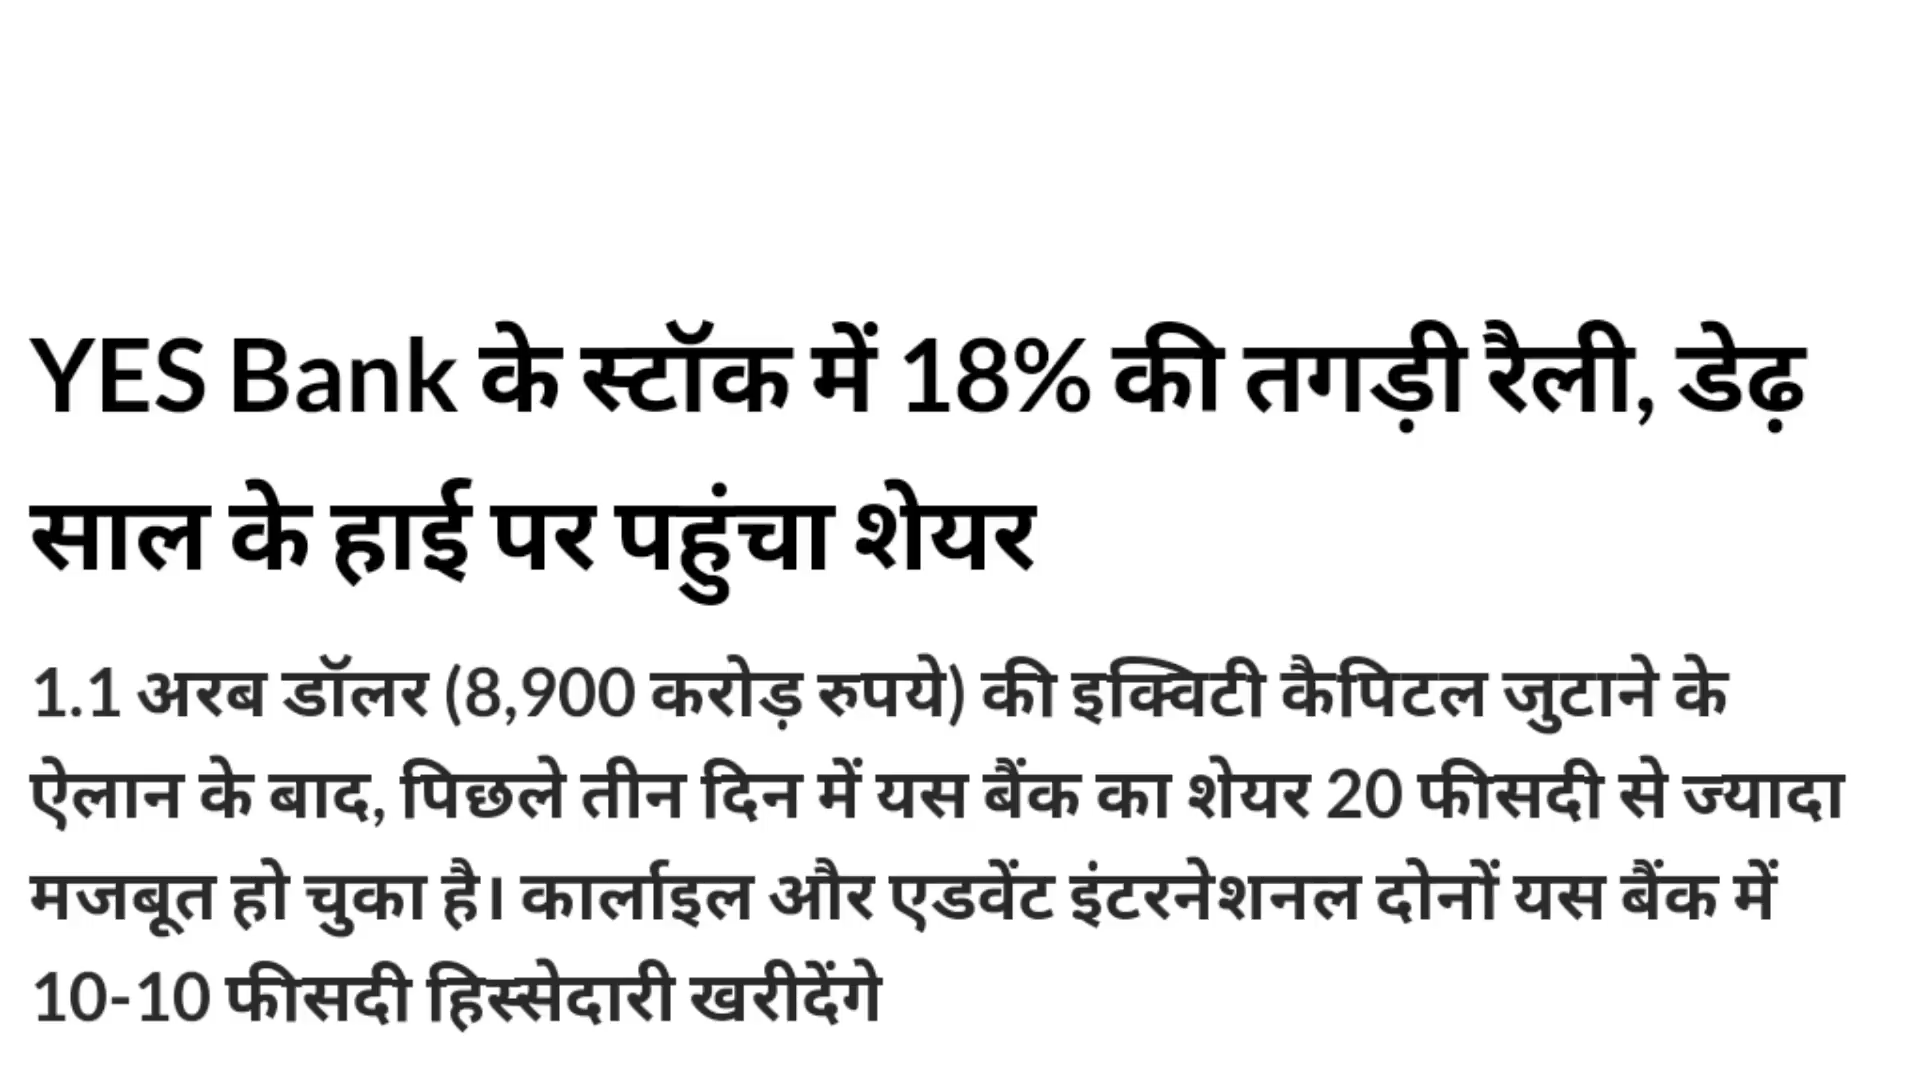 YES Bank के स्टॉक में 18% की तगड़ी रैली, डेढ़
साल के हाई पर पहुंचा शेयर
1.1 अरब डॉलर (8,900 करोड़ रुपये) की इक्विटी कैपिटल जुटाने के
ऐलान के बाद, पिछले तीन दिन में यस बैंक का शेयर 20 फीसदी से ज्यादा
मजबूत हो चुका है। कार्लाइल और एडवेंट इंटरनेशनल दोनों यस बैंक में
10-10 फीसदी हिस्सेदारी खरीदेंगे